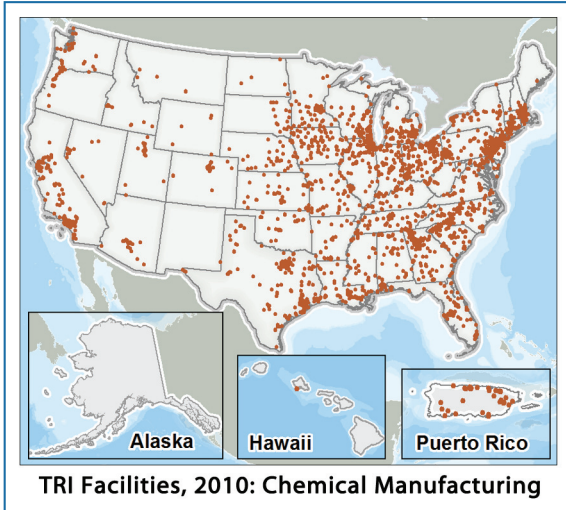 Alaska
Hawaii
Puerto Rico
TRI Facilities, 2010: Chemical Manufacturing